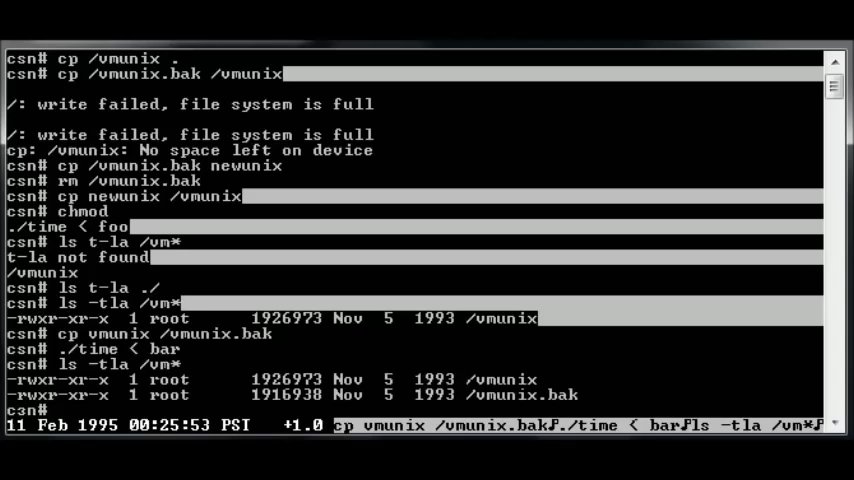 csn# cp /vmunix .
csn# cp /vmunix.bak /vmunix
/: write failed, file system is full
/: write failed, file system is full
cp: /vmunix: No space left on device
csn# cp /vmunix.bak newunix
csn# rm /vmunix.bak
csn# cp newunix /vmunix
csn# chmod
./time < foo
csn# ls t-la /vm*
t-la not found
/vmunix
csn# ls t-la ./
csn# ls -tla /vm*
-rwxr-xr-x  1 root      1926973 Nov  5  1993 /vmunix
csn# cp vmunix /vmunix.bak
csn# ./time < bar
csn# ls -tla /vm*
-rwxr-xr-x  1 root      1926973 Nov  5  1993 /vmunix
-rwxr-xr-x  1 root      1916938 Nov  5  1993 /vmunix.bak
csn#
11 Feb 1995 00:25:53 PST   +1.0 cp vmunix /vmunix.bak♪./time < bar♪ls -tla /vm*♪